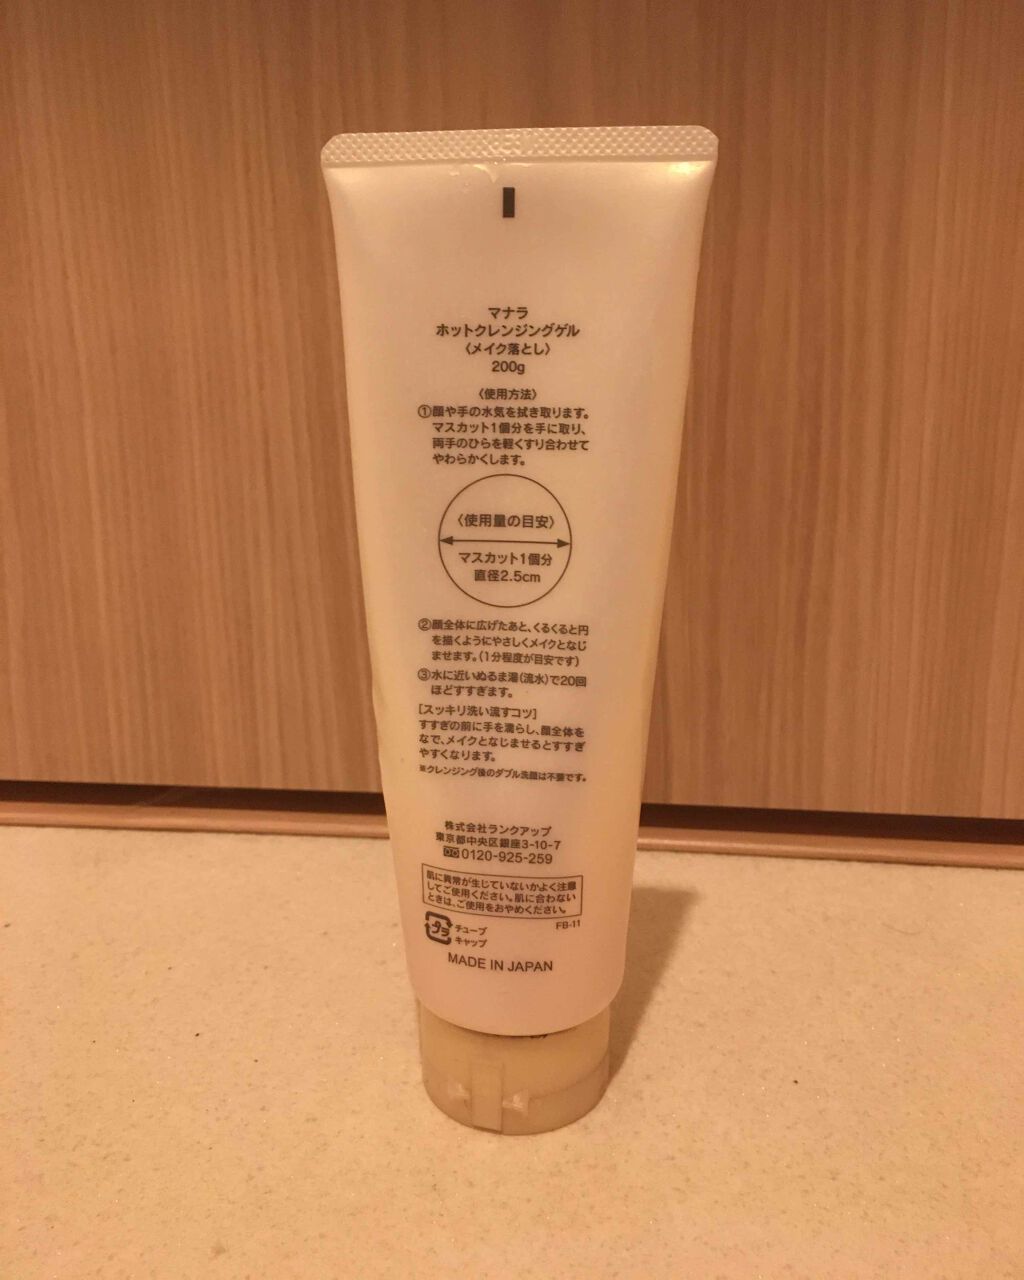 マナラ
ホットクレンジングゲル
〈メイク落とし〉
200g
〈使用方法〉
①顔や手の水気を拭き取ります。
マスカット1個分を手に取り、
両手のひらを軽くすり合わせて
やわらかくします。
〈使用量の目安〉
マスカット1個分
直径2.5cm
②顔全体に広げたあと、くるくると円
を描くようにやさしくメイクとなじ
ませます。(1分程度が目安です)
③水に近いぬるま湯(流水)で20回
ほどすすぎます。
[スッキリ洗い流すコツ]
すすぎの前に手を濡らし、顔全体を
なで、メイクとなじませるとすすぎ
やすくなります。
※クレンジング後のダブル洗顔は不要です。
株式会社ランクアップ
東京都中央区銀座3-10-7
0120-925-259
肌に異常が生じていないかよく注意
してご使用ください。肌に合わない
ときは、ご使用をおやめください。
FB-11
プラ
チューブ
キャップ
MADE IN JAPAN